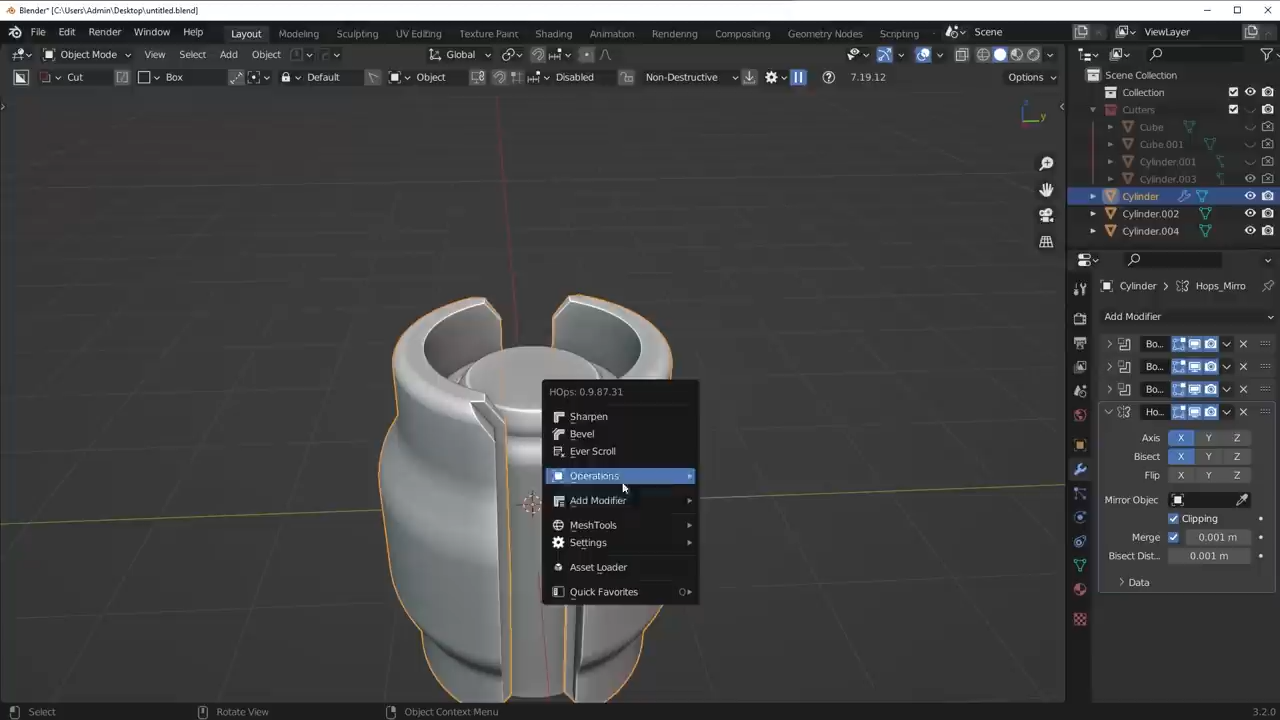 Blender* [C:\Users\Admin\Desktop\untitled.blend]
File Edit Render Window Help Layout Modeling Sculpting UV Editing Texture Paint Shading Animation Rendering Compositing Geometry Nodes Scripting Scene ViewLayer
Object Mode View Select Add Object Global
Cut Box Default Object Disabled Non-Destructive 7.19.12 Options
Scene Collection
Collection
Cutters
Cube
Cube.001
Cylinder.001
Cylinder.003
Cylinder
Cylinder.002
Cylinder.004
z
y
Cylinder > Hops_Mirro
Add Modifier
Bo...
Bo...
Bo...
Ho...
Axis X Y Z
Bisect X Y Z
Flip X Y Z
Mirror Objec
Clipping
Merge 0.001 m
Bisect Dist... 0.001 m
Data
HOps: 0.9.87.31
Sharpen
Bevel
Ever Scroll
Operations
Add Modifier
MeshTools
Settings
Asset Loader
Quick Favorites Q
Select Rotate View Object Context Menu 3.2.0